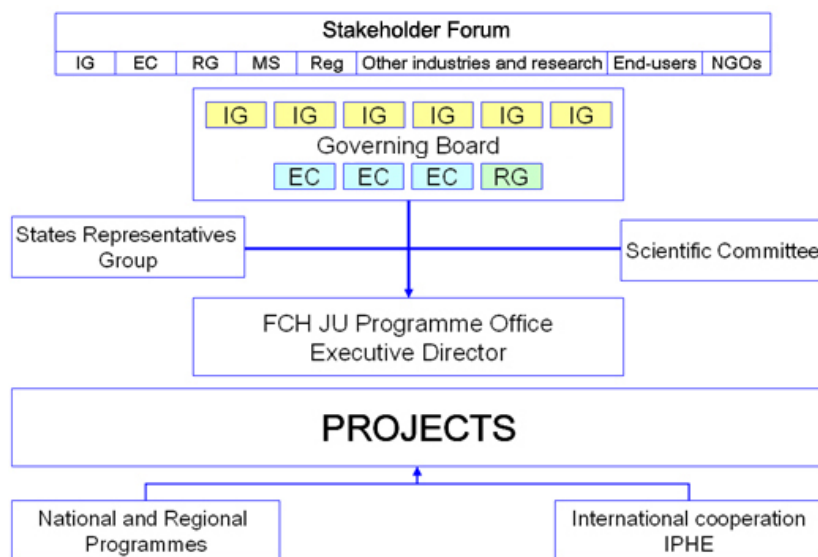 Stakeholder Forum
IG EC RG MS Reg Other industries and research End-users NGOs
IG IG IG IG IG IG
Governing Board
EC EC EC RG
States Representatives
Group
Scientific Committee
FCH JU Programme Office
Executive Director
PROJECTS
National and Regional
Programmes
International cooperation
IPHE